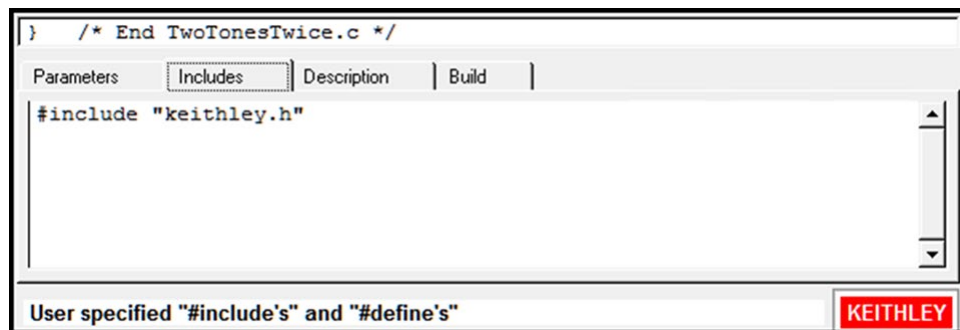 } /* End TwoTonesTwice.c */
Parameters Includes Description Build
#include "keithley.h"
User specified "#include's" and "#define's" KEITHLEY